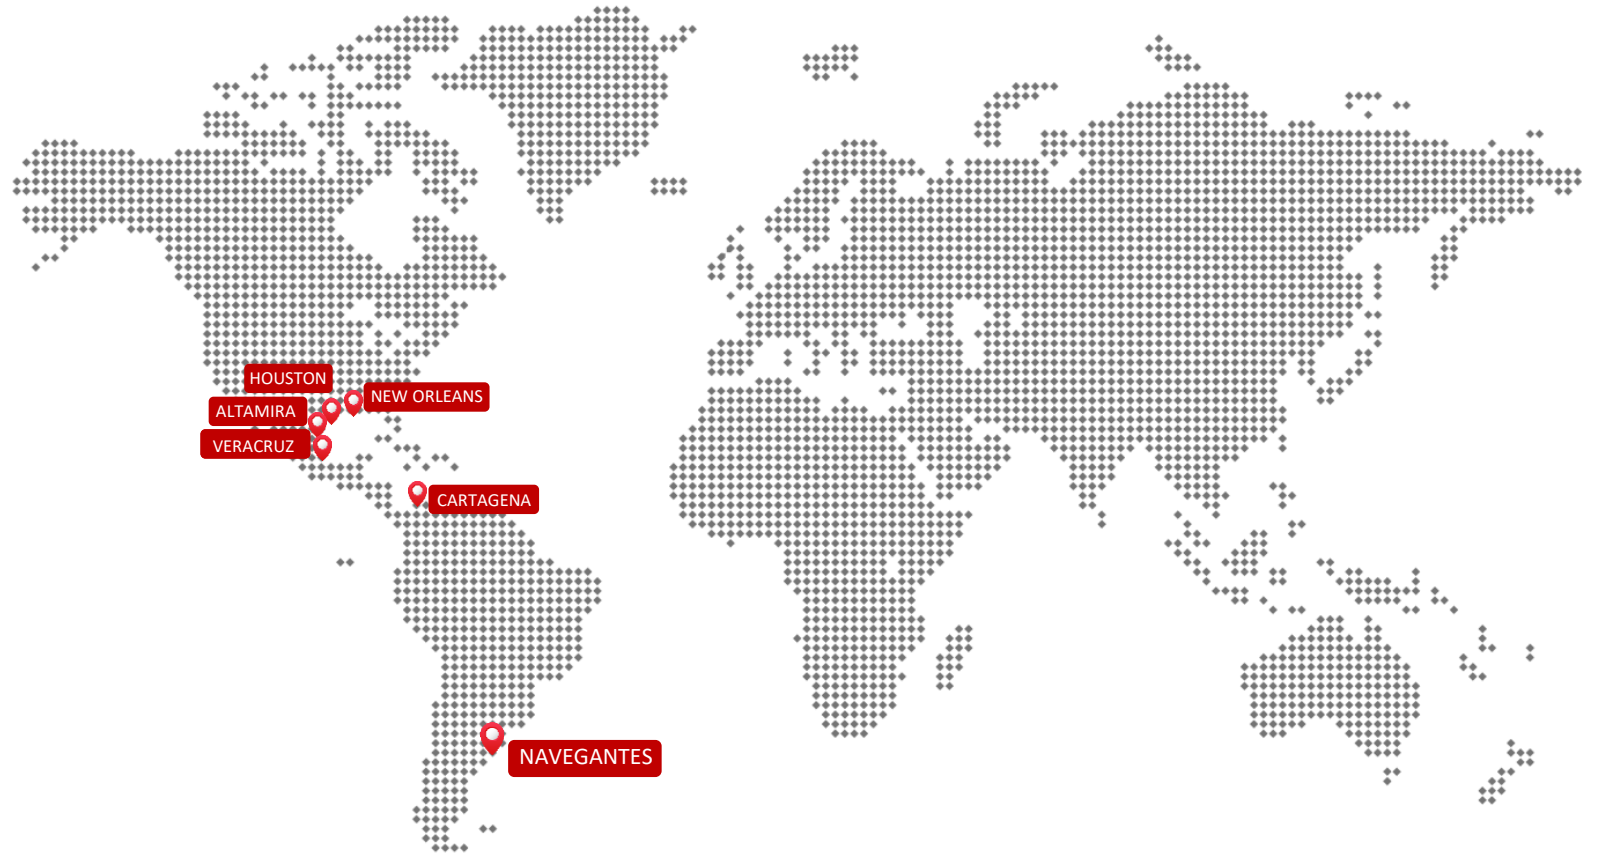 HOUSTON
NEW ORLEANS
ALTAMIRA
VERACRUZ
CARTAGENA
NAVEGANTES